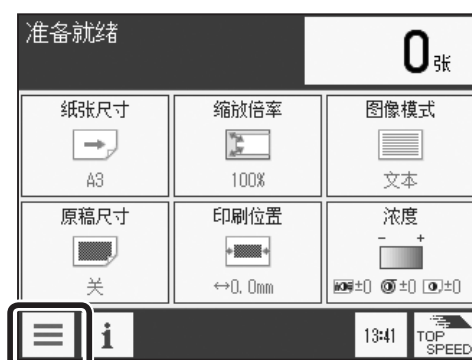 准备就绪
0张
纸张尺寸
缩放倍率
图像模式
A3
100%
文本
原稿尺寸
印刷位置
浓度
- +
关
↔0.0mm
±0 ±0 ±0
i
13:41
TOP
SPEED